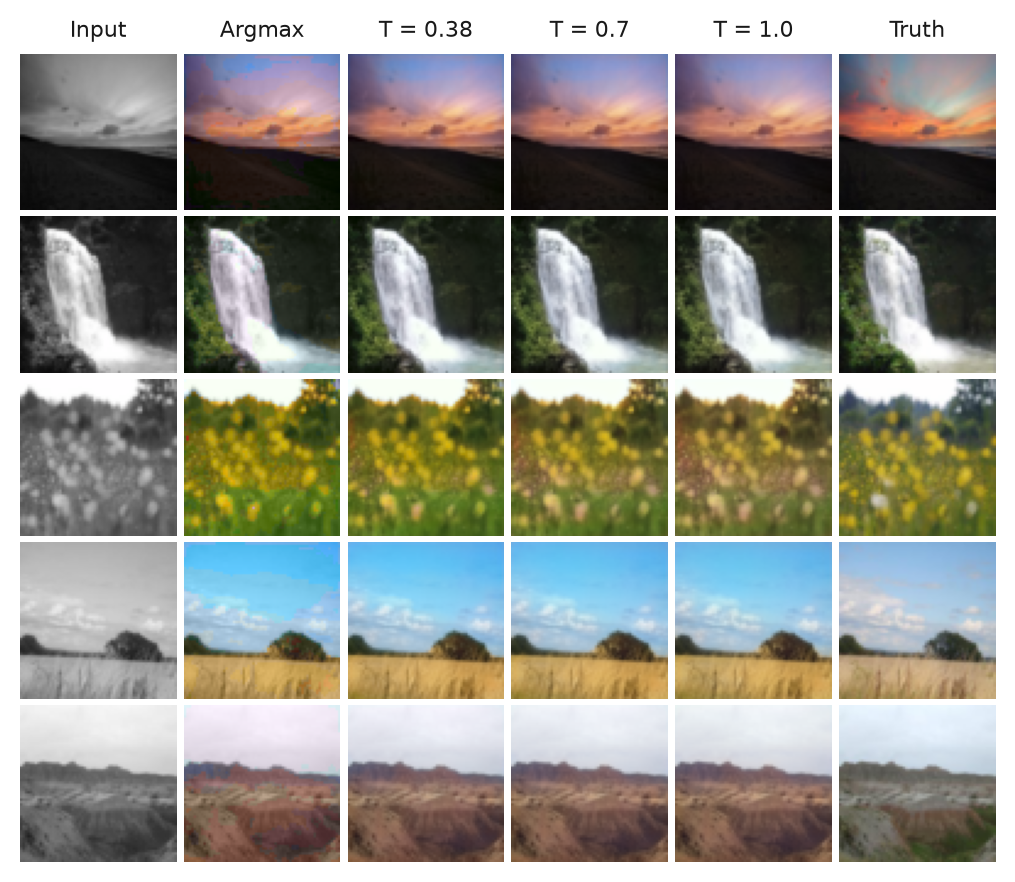 Input Argmax T = 0.38 T = 0.7 T = 1.0 Truth